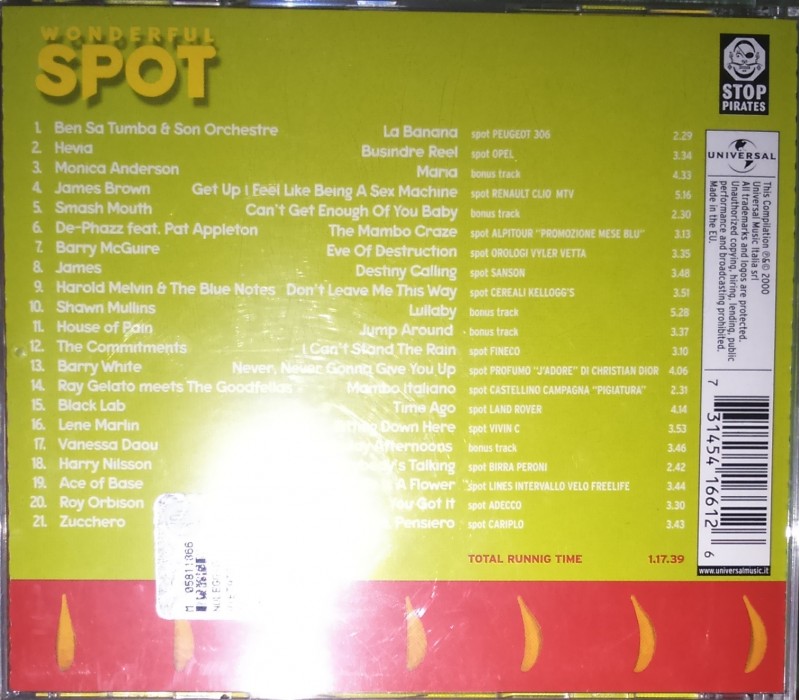 WONDERFUL
SPOT
1. Ben Sa Tumba & Son Orchestre La Banana spot PEUGEOT 306 2.29
2. Hevia Busindre Reel spot OPEL 3.34
3. Monica Anderson Maria bonus track 4.33
4. James Brown Get Up I Feel Like Being A Sex Machine spot RENAULT CLIO MTV 5.16
5. Smash Mouth Can't Get Enough Of You Baby bonus track 2.30
6. De-Phazz feat. Pat Appleton The Mambo Craze spot ALPITOUR "PROMOZIONE MESE BLU" 3.13
7. Barry McGuire Eve Of Destruction spot OROLOGI VYLER VETTA 3.35
8. James Destiny Calling spot SANSON 3.48
9. Harold Melvin & The Blue Notes Don't Leave Me This Way spot CEREALI KELLOGG'S 3.51
10. Shawn Mullins Lullaby bonus track 5.28
11. House of Pain Jump Around bonus track 3.37
12. The Commitments I Can't Stand The Rain spot FINECO 3.10
13. Barry White Never, Never Gonna Give You Up spot PROFUMO "J'ADORE" DI CHRISTIAN DIOR 4.06
14. Ray Gelato meets The Goodfellas Mambo Italiano spot CASTELLINO CAMPAGNA "PIGIATURA" 2.31
15. Black Lab Time Ago spot LAND ROVER 4.14
16. Lene Marlin Down Here spot VIVIN C 3.53
17. Vanessa Daou Afternoons bonus track 3.46
18. Harry Nilsson Talking spot BIRRA PERONI 2.42
19. Ace of Base A Flower spot LINES INTERVALLO VELO FREELIFE 3.44
20. Roy Orbison You Got It spot ADECCO 3.30
21. Zucchero Pensiero spot CARIPLO 3.43
TOTAL RUNNIG TIME 1.17.39
STOP
PIRATES
UNIVERSAL
This Compilation ℗&© 2000
Universal Music Italia srl
All trademarks and logos are protected.
Unauthorized copying, hiring, lending, public
performance and broadcasting prohibited.
Made in the EU.
7 31454 16612 6
www.universalmusic.it